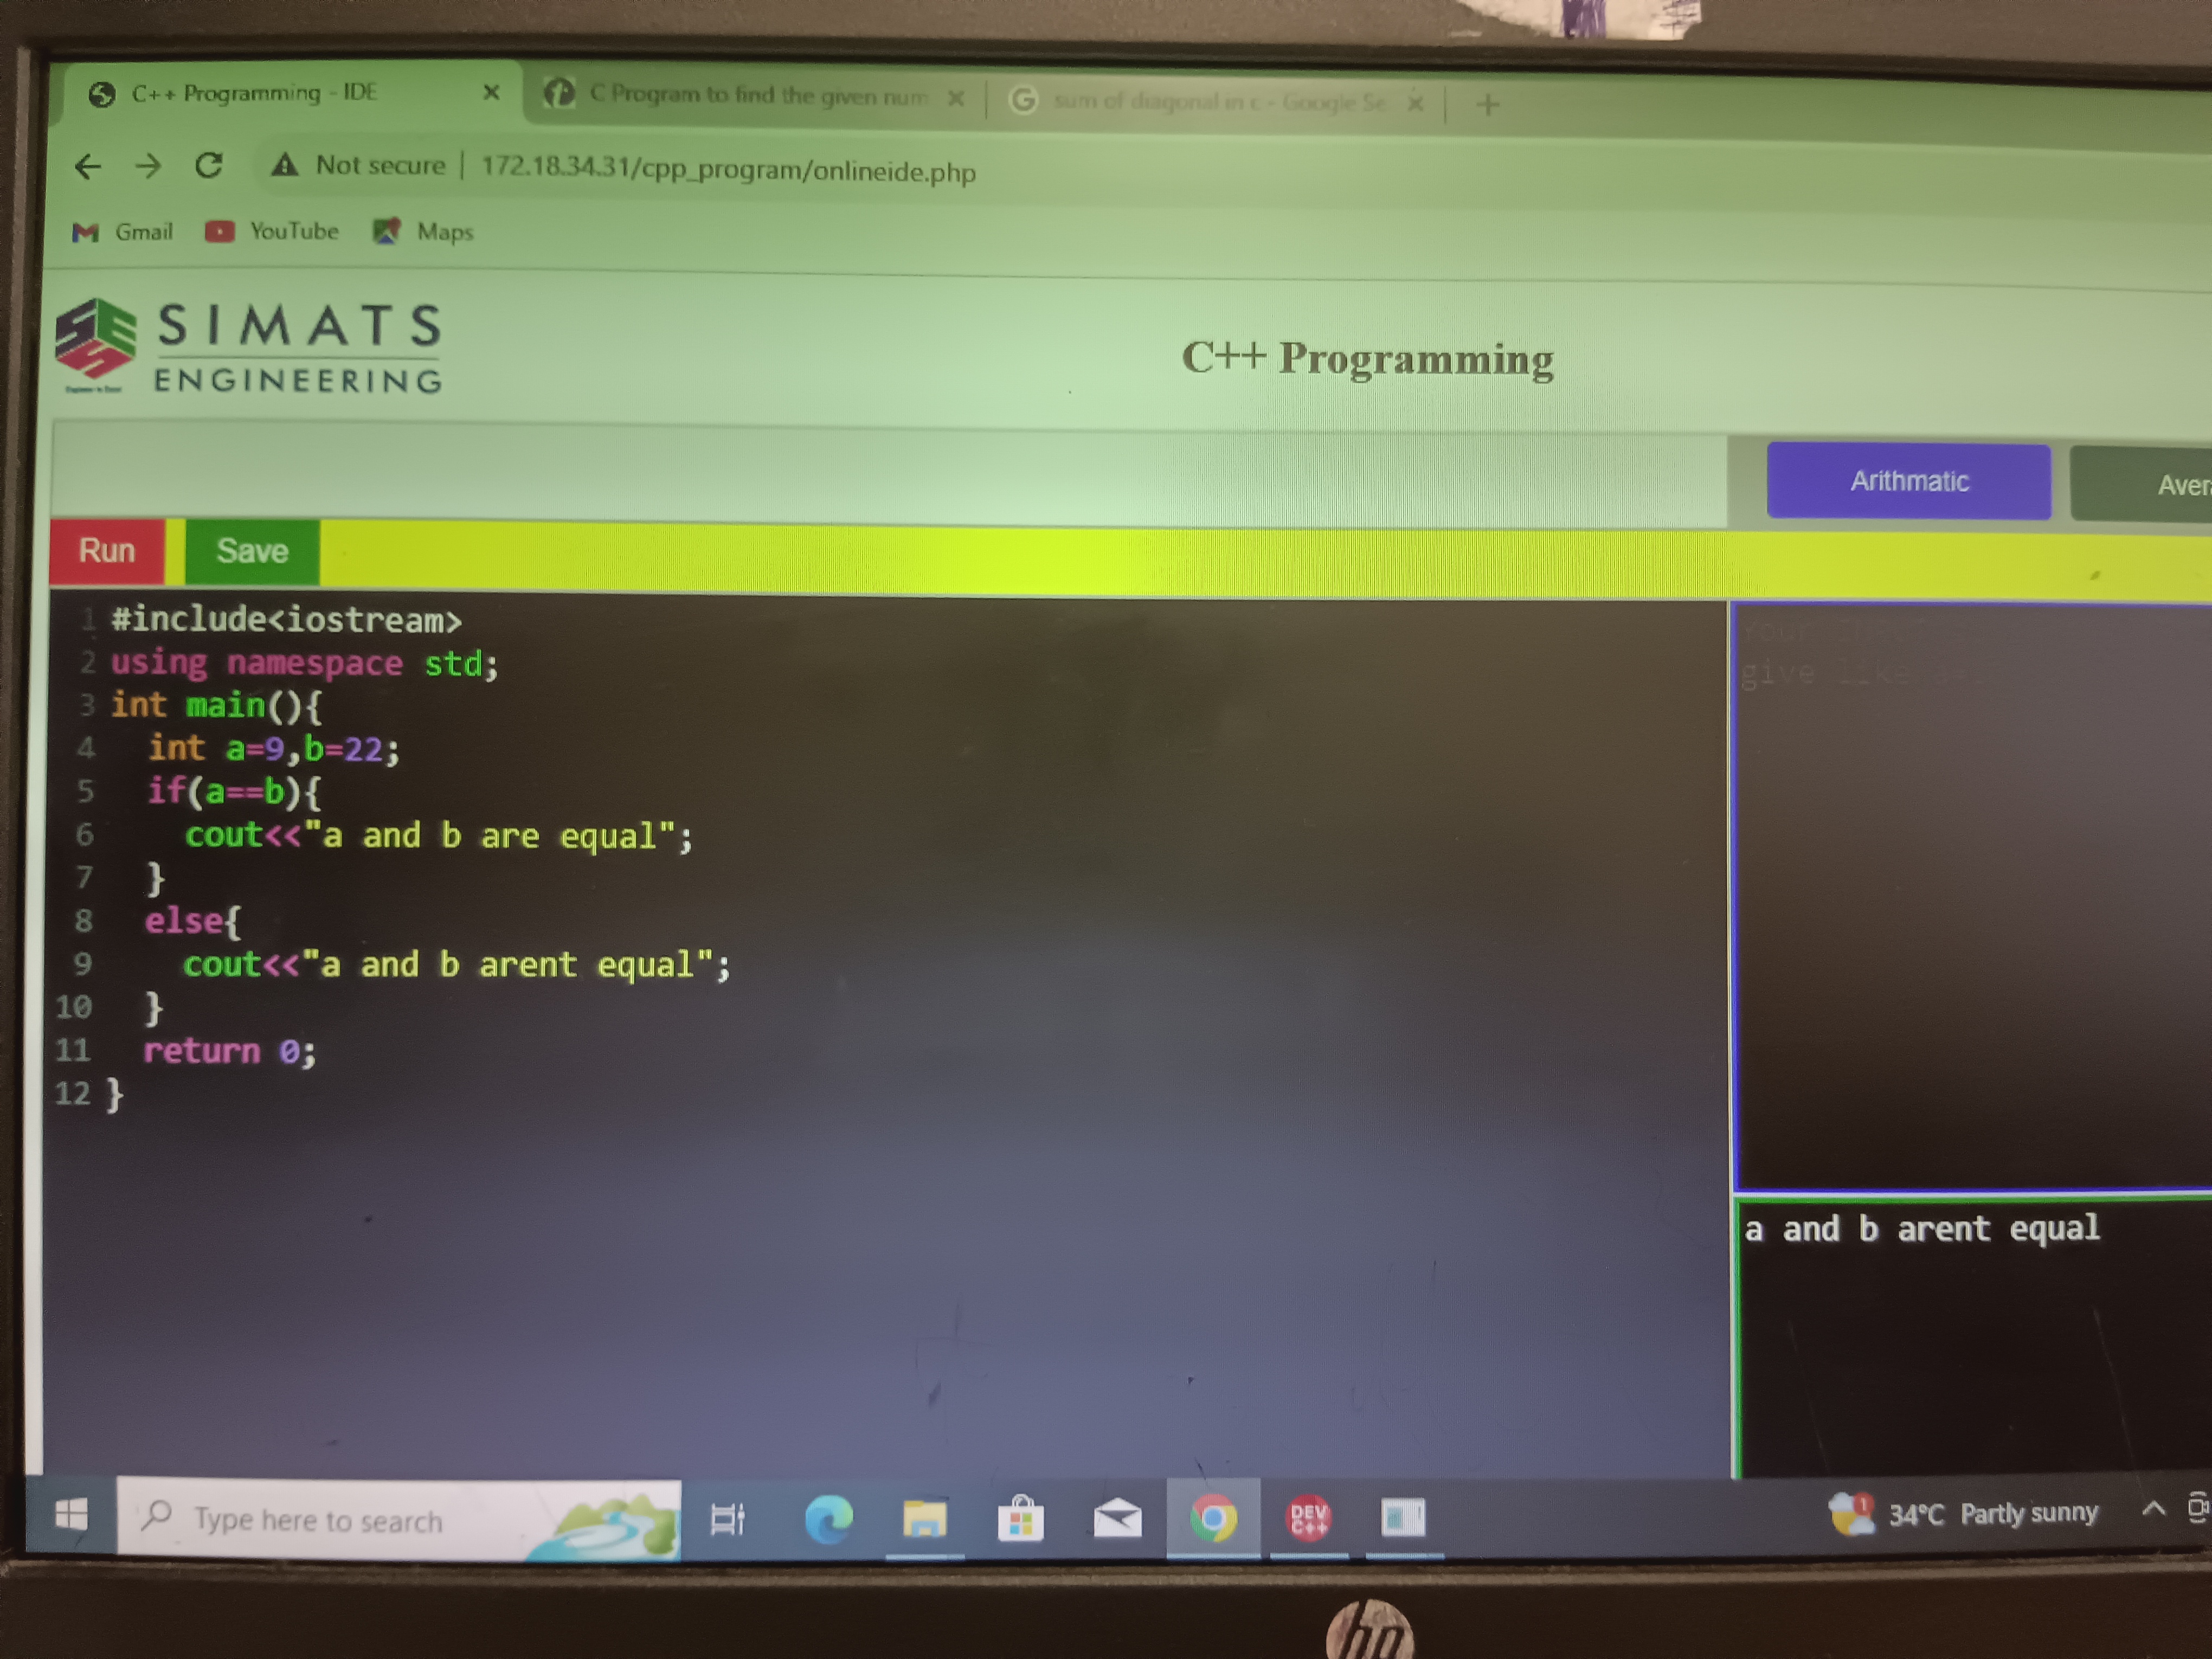 C++ Programming - IDE
C Program to find the given num
sum of diagonal in c - Google Se
Not secure | 172.18.34.31/cpp_program/onlineide.php
Gmail YouTube Maps
SIMATS
ENGINEERING
C++ Programming
Arithmatic
Aver
Run Save
1 #include<iostream>
2 using namespace std;
3 int main(){
4 int a=9,b=22;
5 if(a==b){
6 cout<<"a and b are equal";
7 }
8 else{
9 cout<<"a and b arent equal";
10 }
11 return 0;
12 }
give like
a and b arent equal
Type here to search
DEV
C++
1
34°C Partly sunny
hp